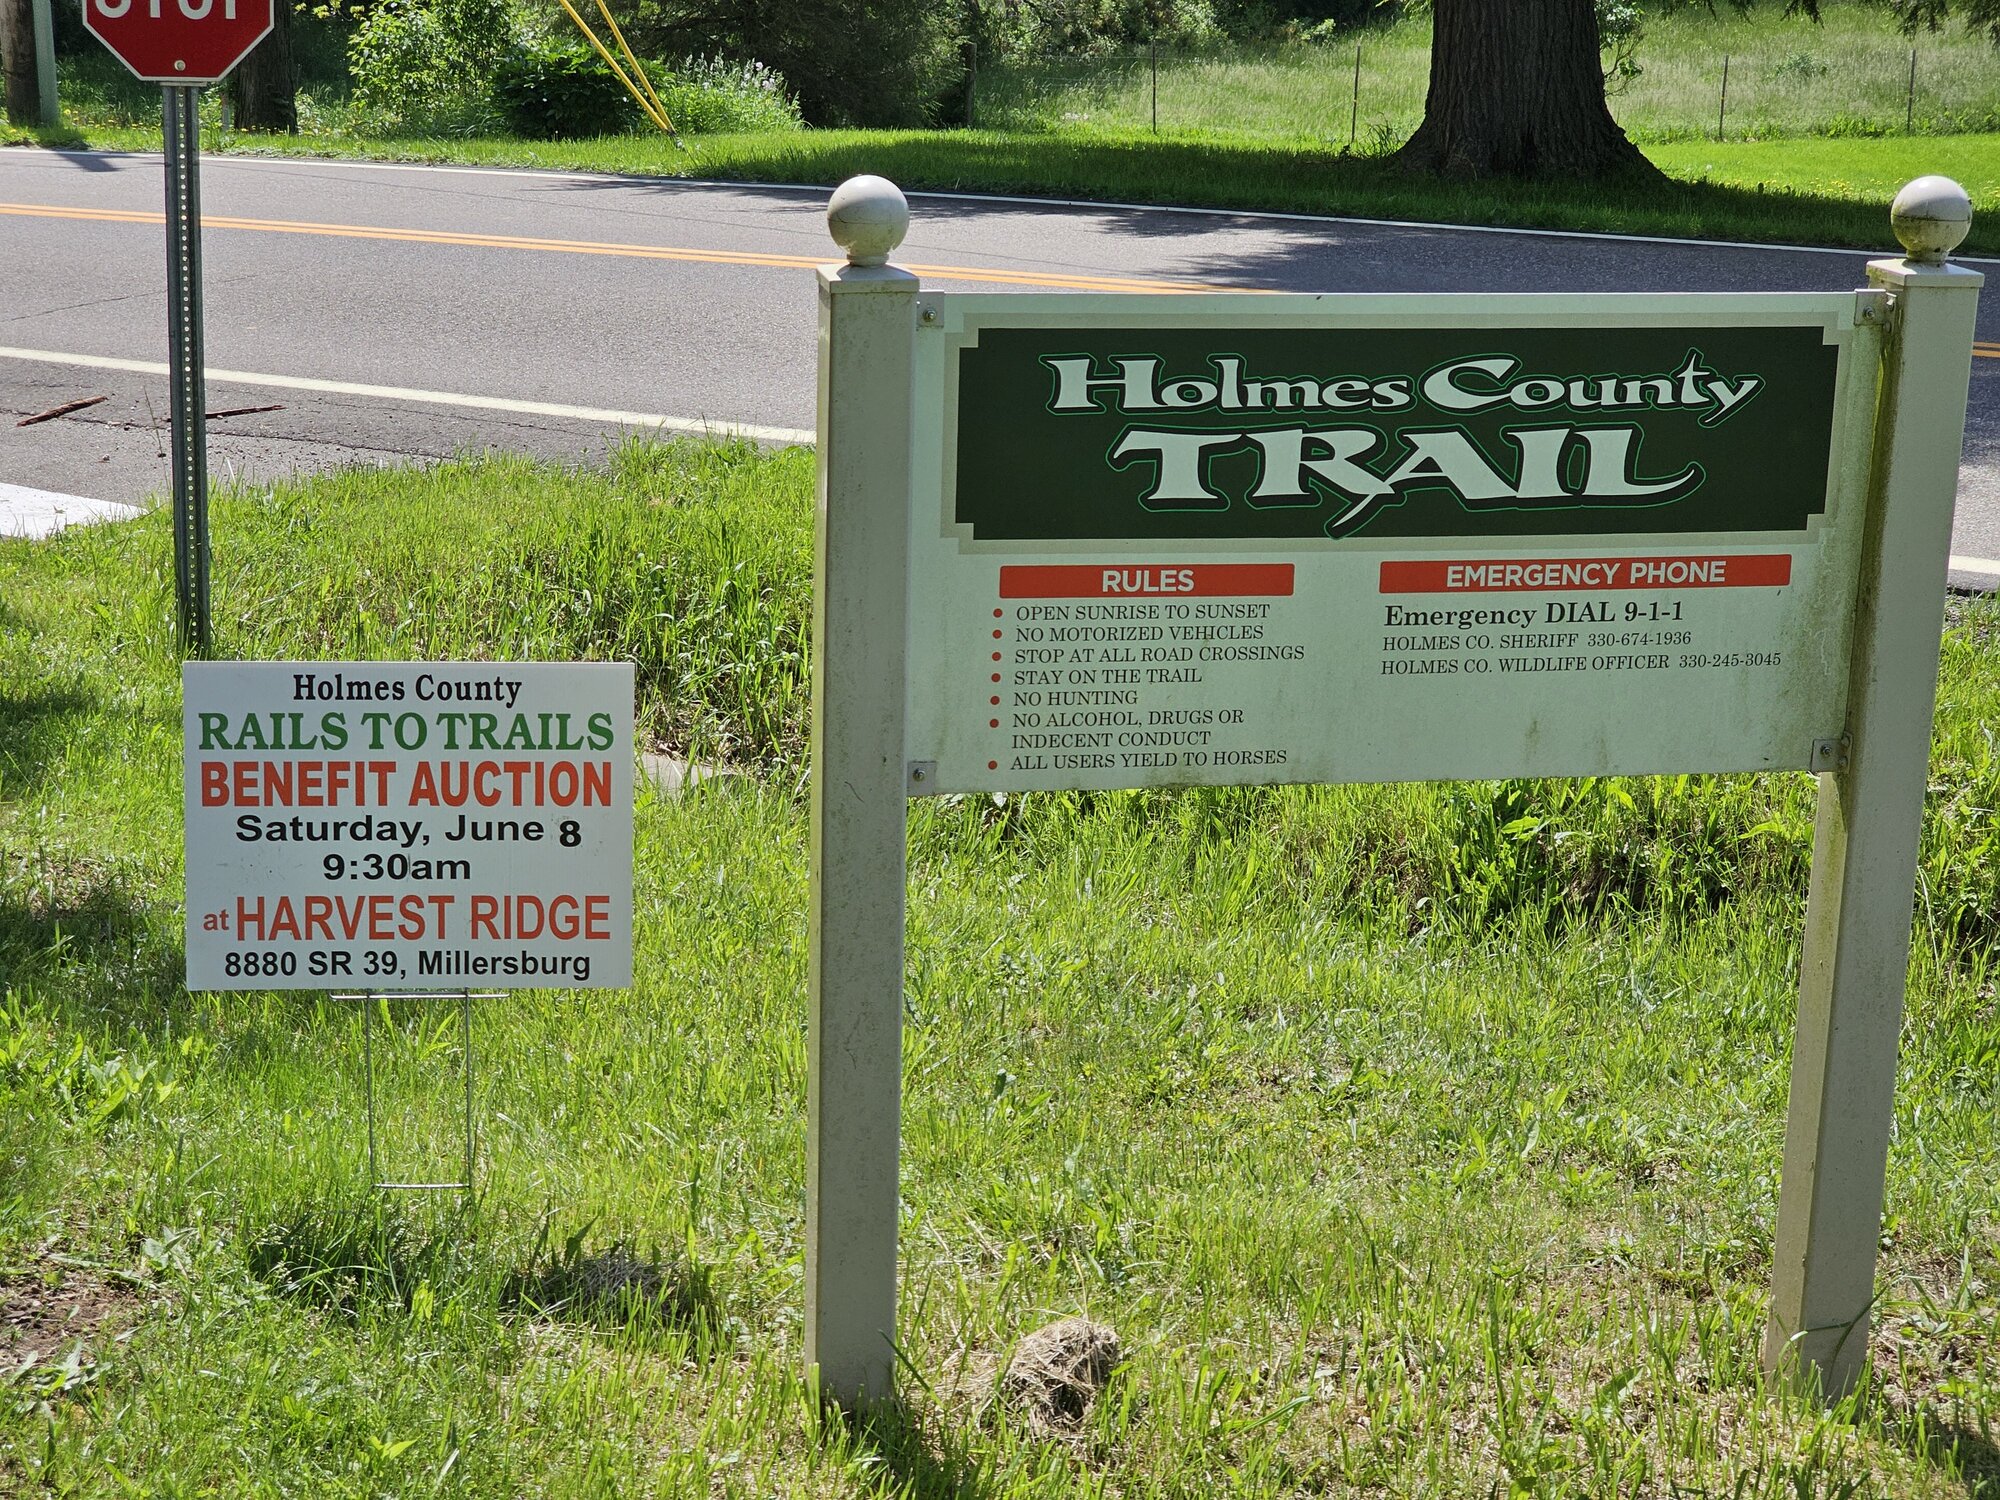 STOP
Holmes County
TRAIL
RULES
• OPEN SUNRISE TO SUNSET
• NO MOTORIZED VEHICLES
• STOP AT ALL ROAD CROSSINGS
• STAY ON THE TRAIL
• NO HUNTING
• NO ALCOHOL, DRUGS OR
INDECENT CONDUCT
• ALL USERS YIELD TO HORSES
EMERGENCY PHONE
Emergency DIAL 9-1-1
HOLMES CO. SHERIFF 330-674-1936
HOLMES CO. WILDLIFE OFFICER 330-245-3045
Holmes County
RAILS TO TRAILS
BENEFIT AUCTION
Saturday, June 8
9:30am
at HARVEST RIDGE
8880 SR 39, Millersburg